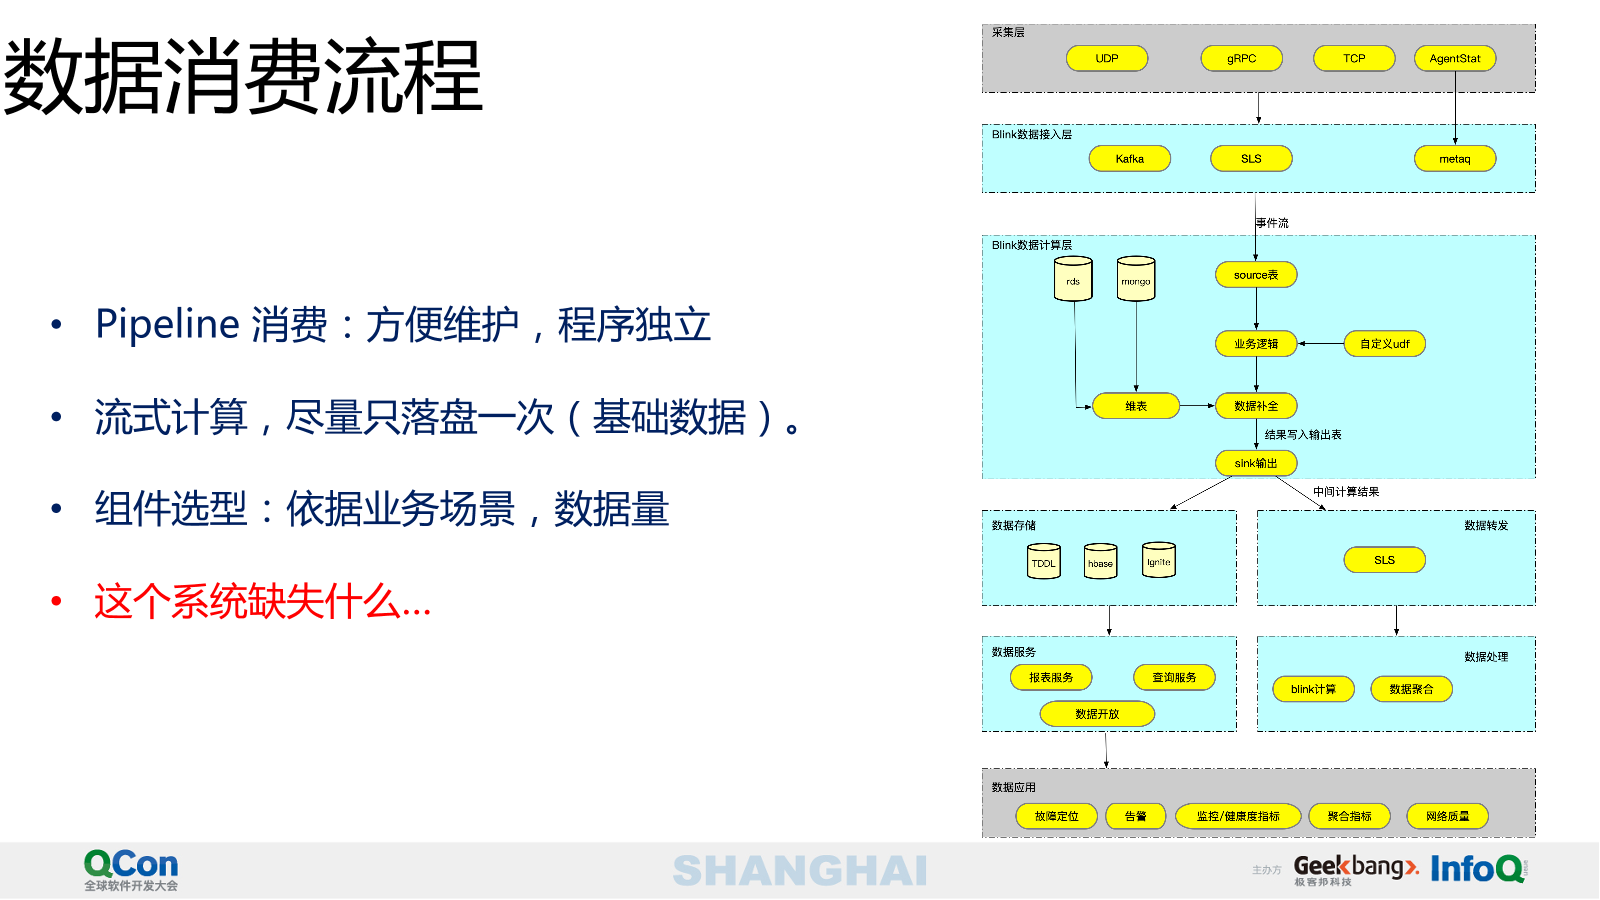 数据消费流程
• Pipeline 消费：方便维护，程序独立
• 流式计算，尽量只落盘一次（基础数据）。
• 组件选型：依据业务场景，数据量
• 这个系统缺失什么...
采集层
UDP
gRPC
TCP
AgentStat
Blink数据接入层
Kafka
SLS
metaq
事件流
Blink数据计算层
rds
mongo
source表
业务逻辑
自定义udf
维表
数据补全
结果写入输出表
sink输出
中间计算结果
数据存储
TDDL
hbase
Ignite
数据转发
SLS
数据服务
报表服务
查询服务
数据开放
数据处理
blink计算
数据聚合
数据应用
故障定位
告警
监控/健康度指标
聚合指标
网络质量
QCon
全球软件开发大会
SHANGHAI
主办方
Geekbang>.
极客邦科技
InfoQ